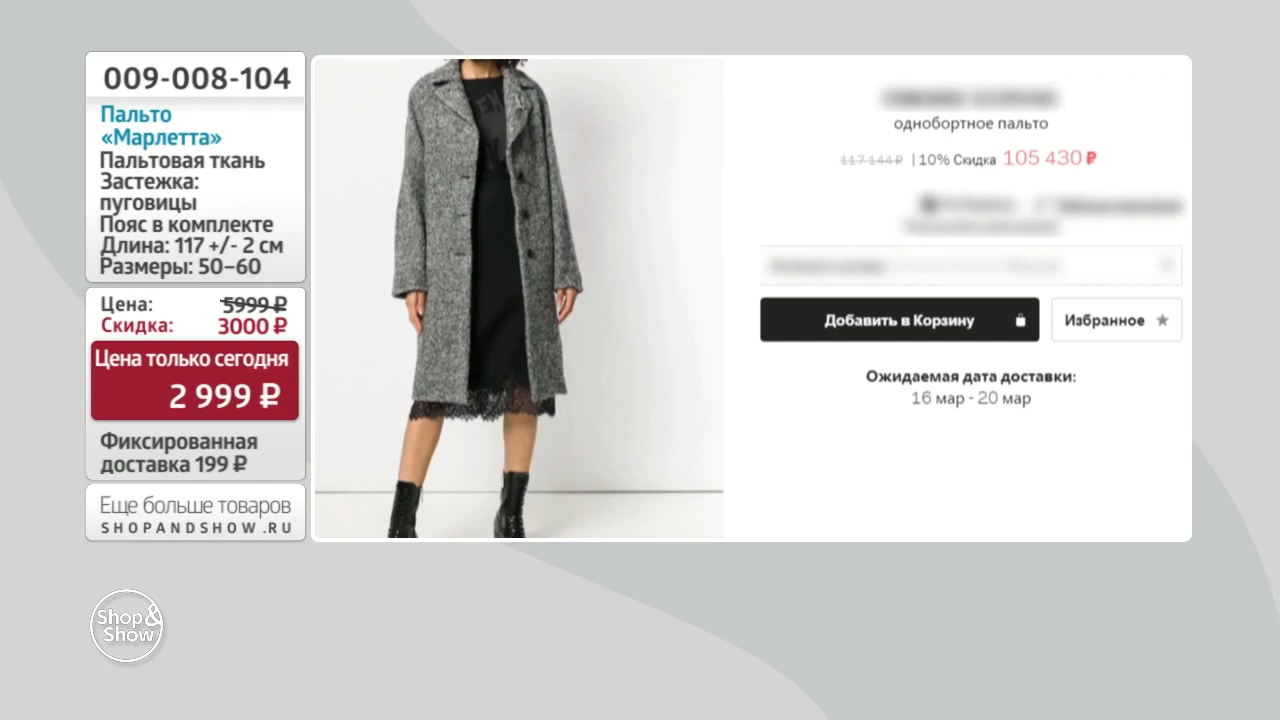 009-008-104
Пальто
«Марлетта»
Пальтовая ткань
Застежка:
пуговицы
Пояс в комплекте
Длина: 117 +/- 2 см
Размеры: 50–60
Цена: 5999 ₽
Скидка: 3000 ₽
Цена только сегодня
2 999 ₽
Фиксированная
доставка 199 ₽
Еще больше товаров
SHOPANDSHOW.RU
однобортное пальто
117 144 ₽ | 10% Скидка 105 430 ₽
Добавить в Корзину
Избранное
Ожидаемая дата доставки:
16 мар - 20 мар
Shop&
Show